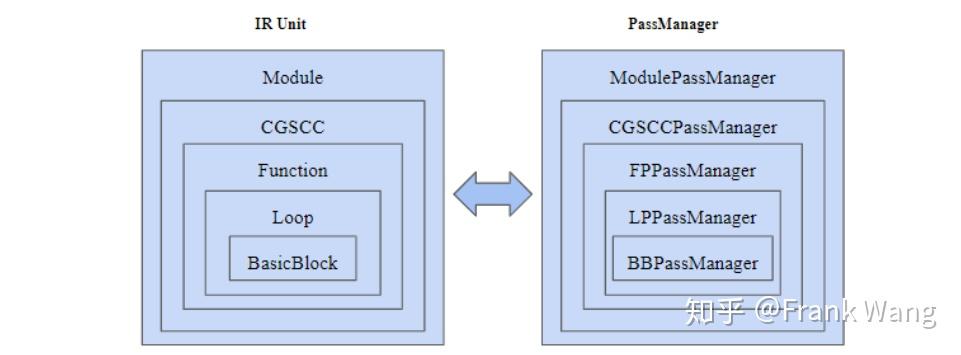 IR Unit
PassManager
Module
ModulePassManager
CGSCC
CGSCCPassManager
Function
FPPassManager
Loop
LPPassManager
BasicBlock
BBPassManager
知乎 @Frank Wang